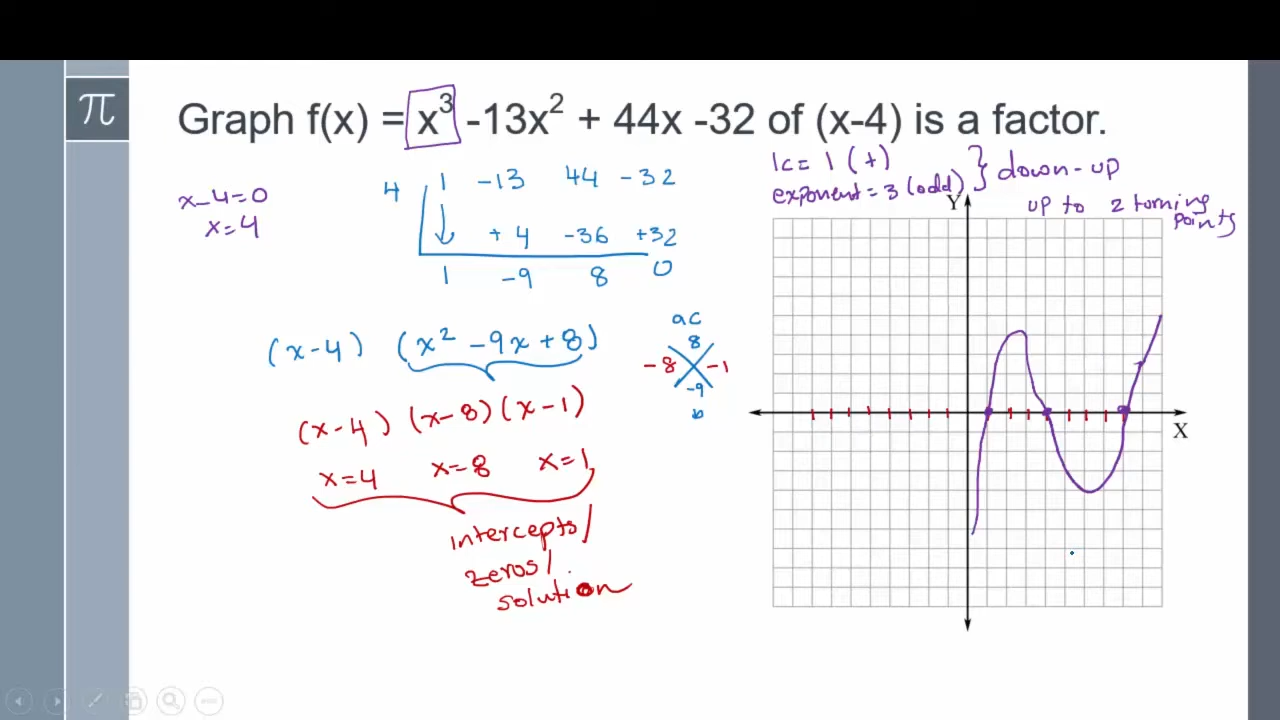 π
Graph f(x) = x³ -13x² + 44x -32 of (x-4) is a factor.
x-4=0
x=4
4 1 -13 44 -32
↓ +4 -36 +32
1 -9 8 0
(x-4) (x² -9x+8)
ac
8
-8 -1
-9
b
(x-4) (x-8)(x-1)
x=4 x=8 x=1
intercepts/
zeros/
solution
lc= 1 (+)
exponent = 3 (odd) } down-up
up to 2 turning
points
Y
X